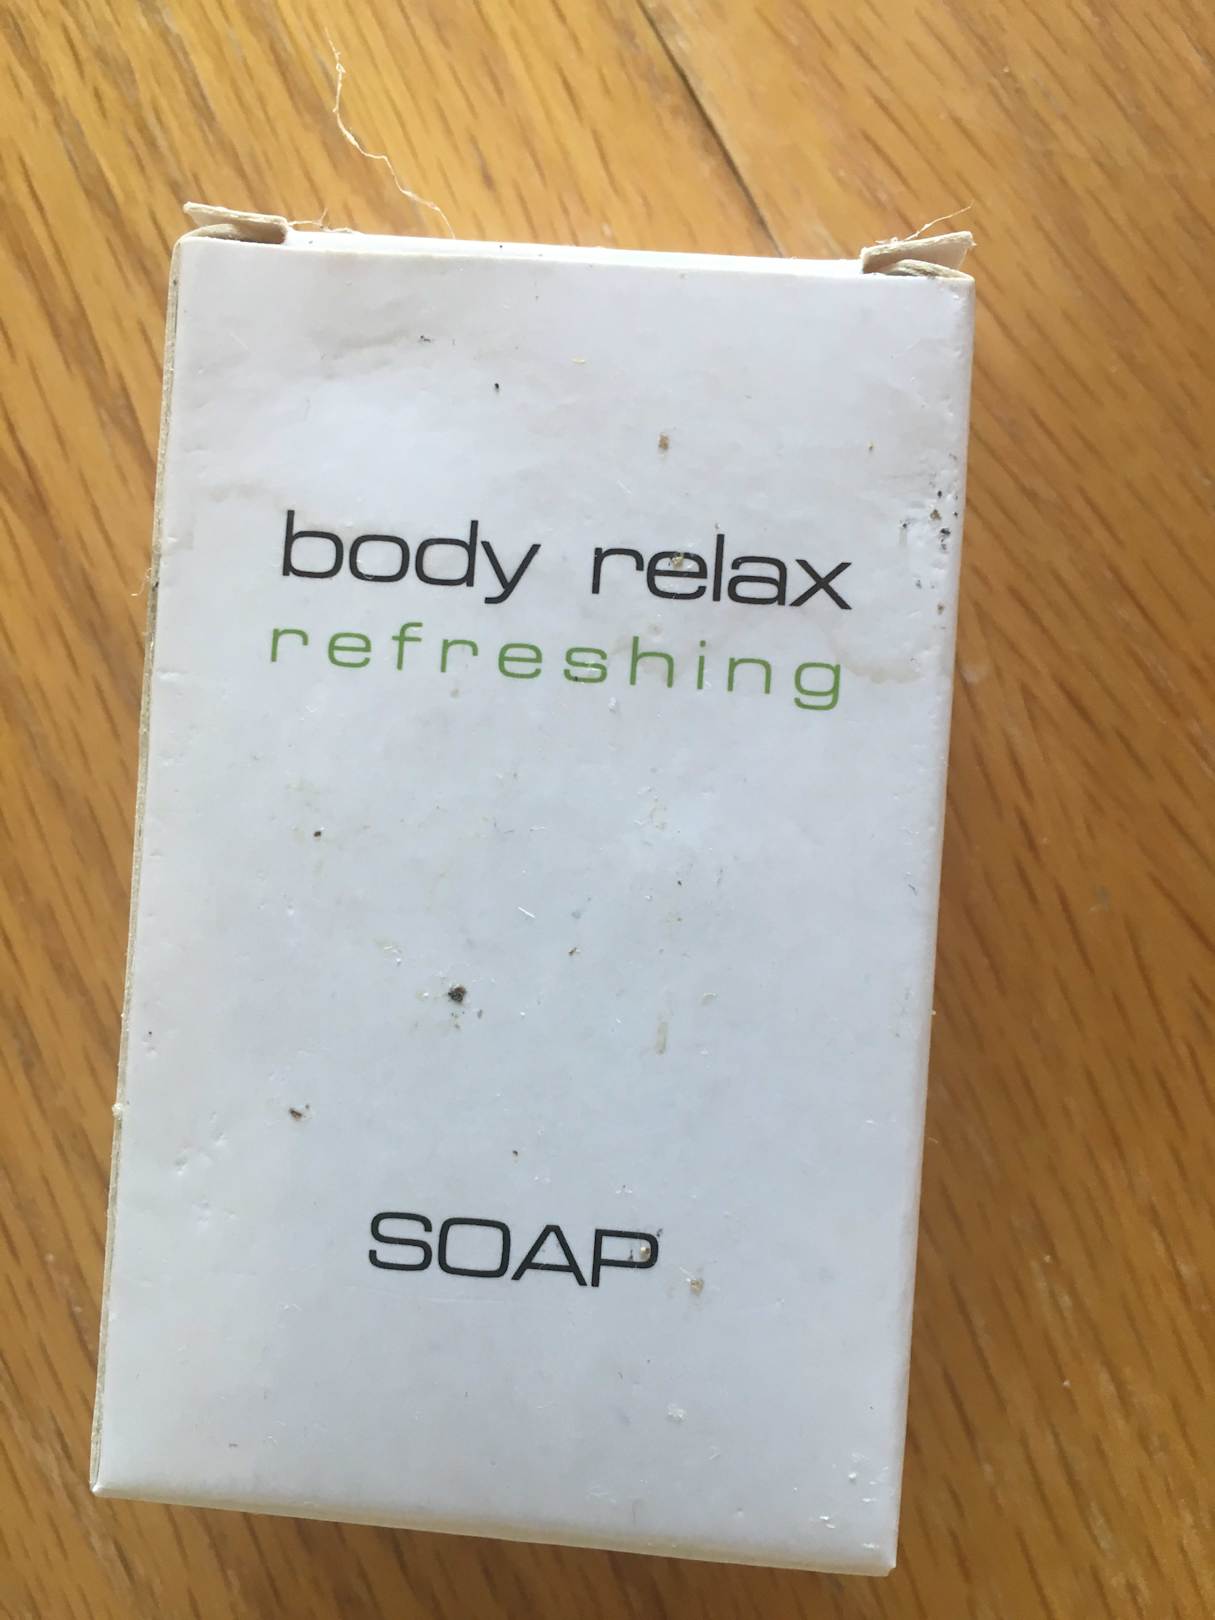 body relax
refreshing
SOAP